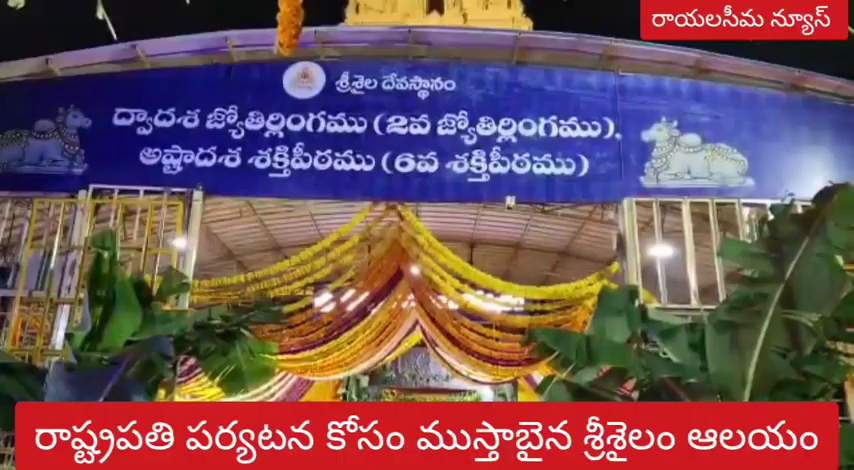 రాయలసీమ న్యూస్
శ్రీశైల దేవస్థానం
ద్వాదశ జ్యోతిర్లింగము (2వ జ్యోతిర్లింగము),
అష్టాదశ శక్తిపీఠము (6వ శక్తిపీఠము)
రాష్ట్రపతి పర్యటన కోసం ముస్తాబైన శ్రీశైలం ఆలయం